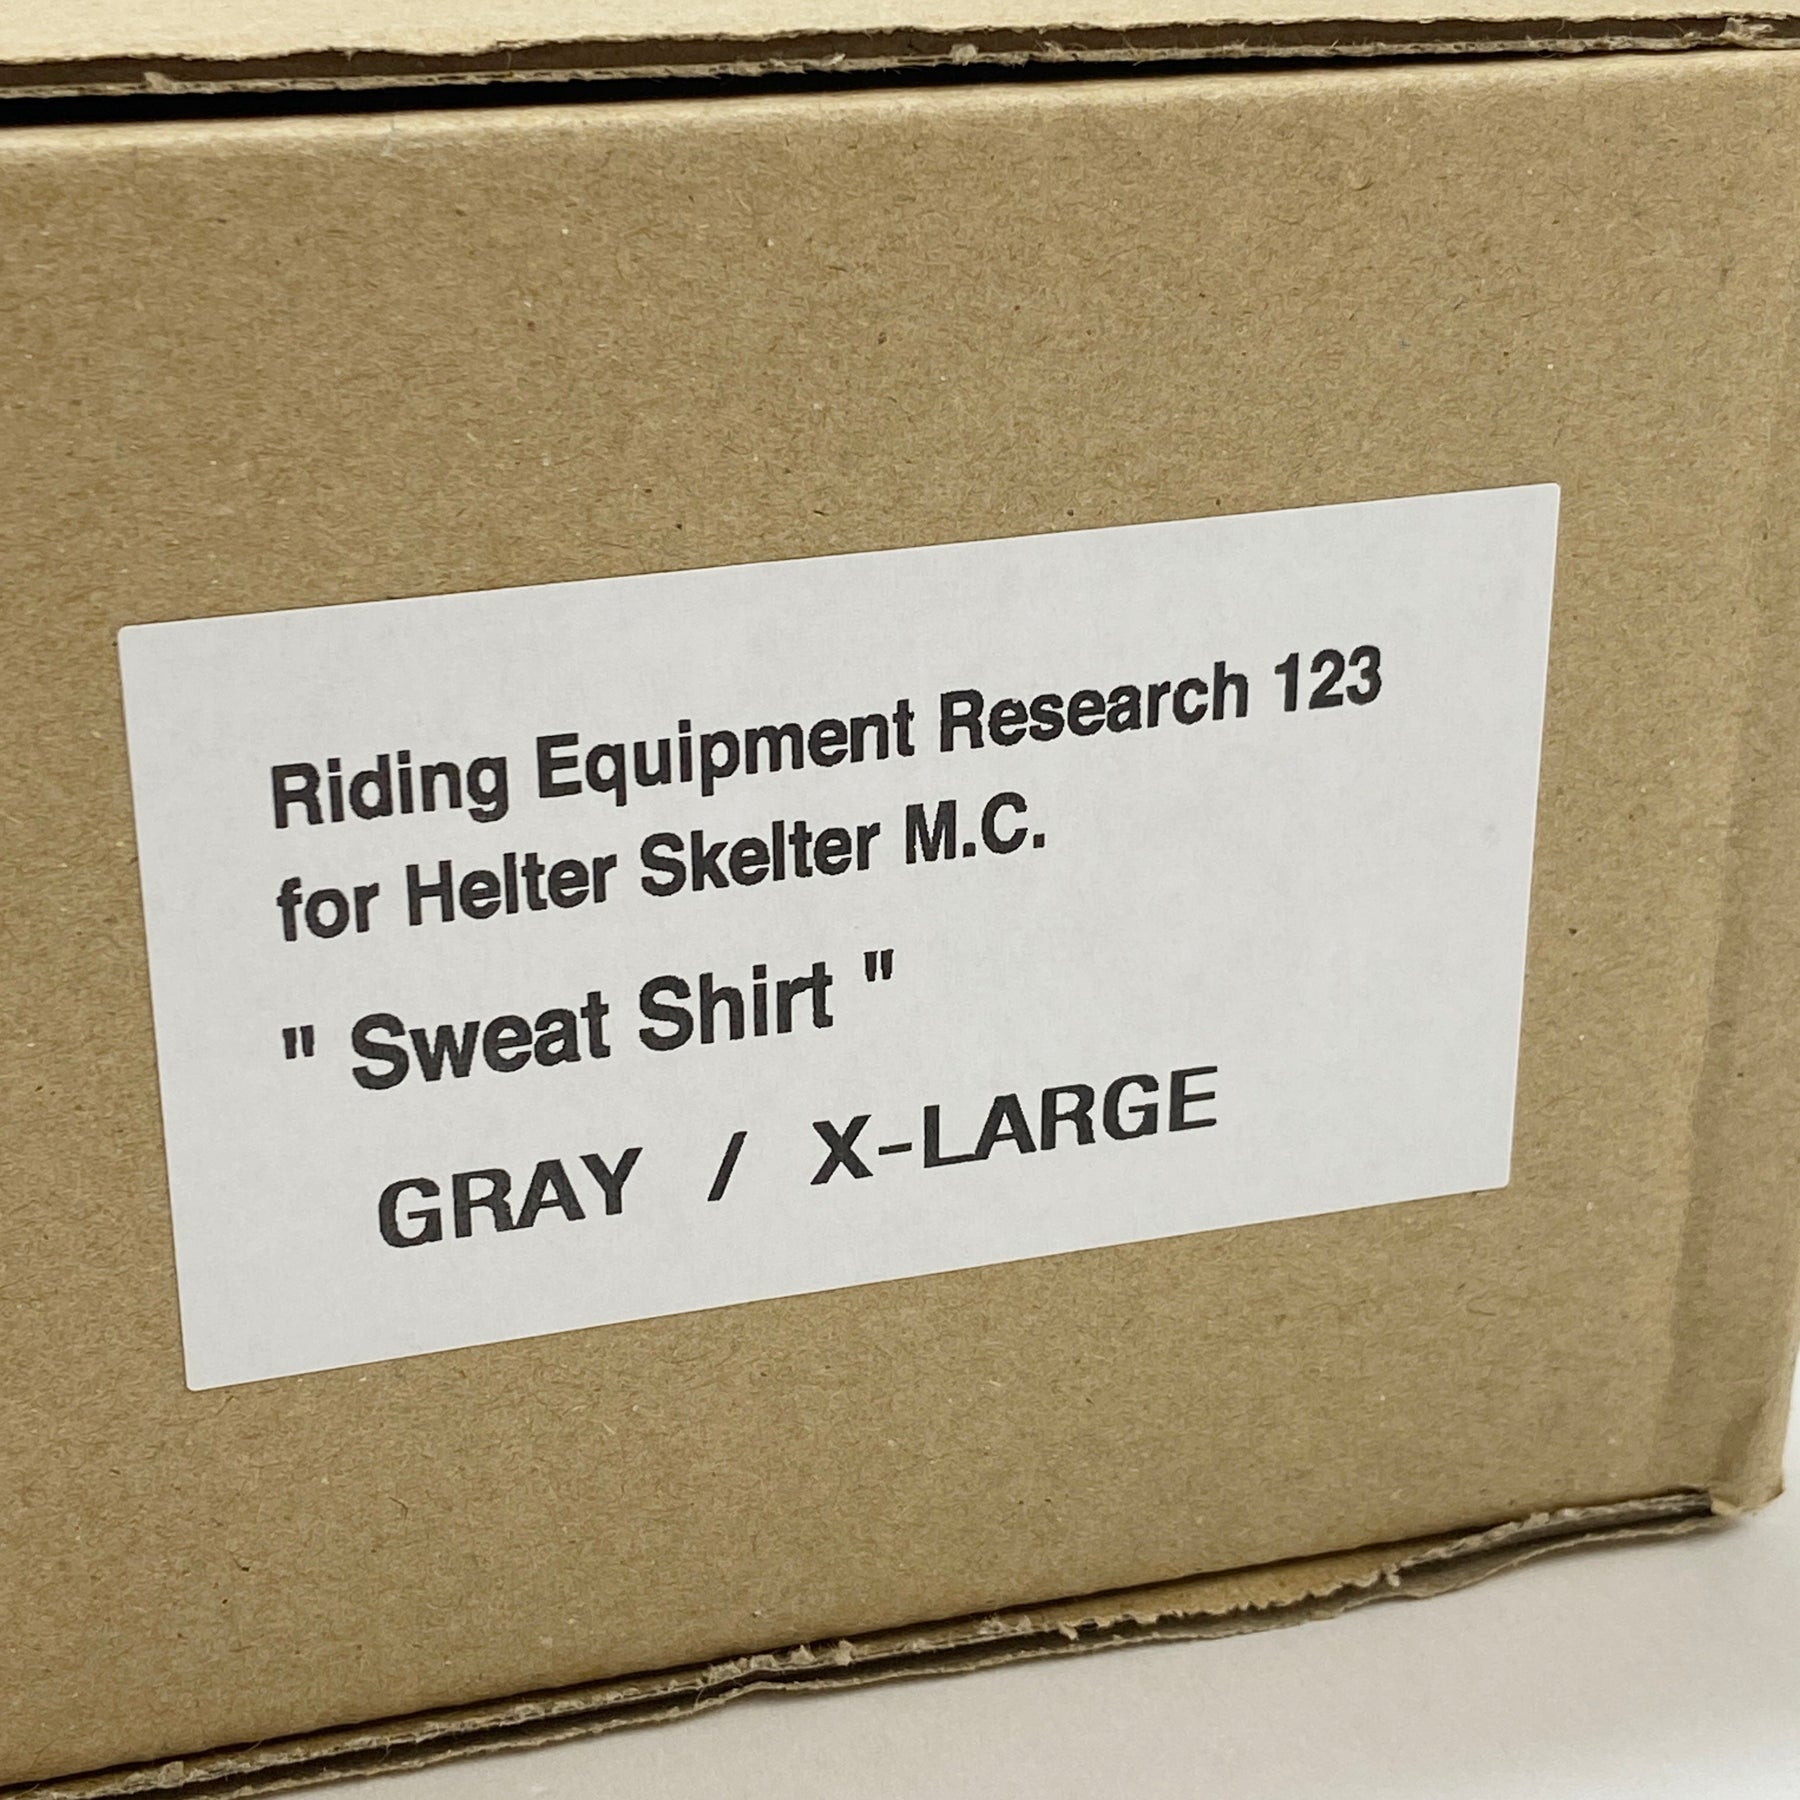 Riding Equipment Research 123
for Helter Skelter M.C.
" Sweat Shirt "
GRAY / X-LARGE